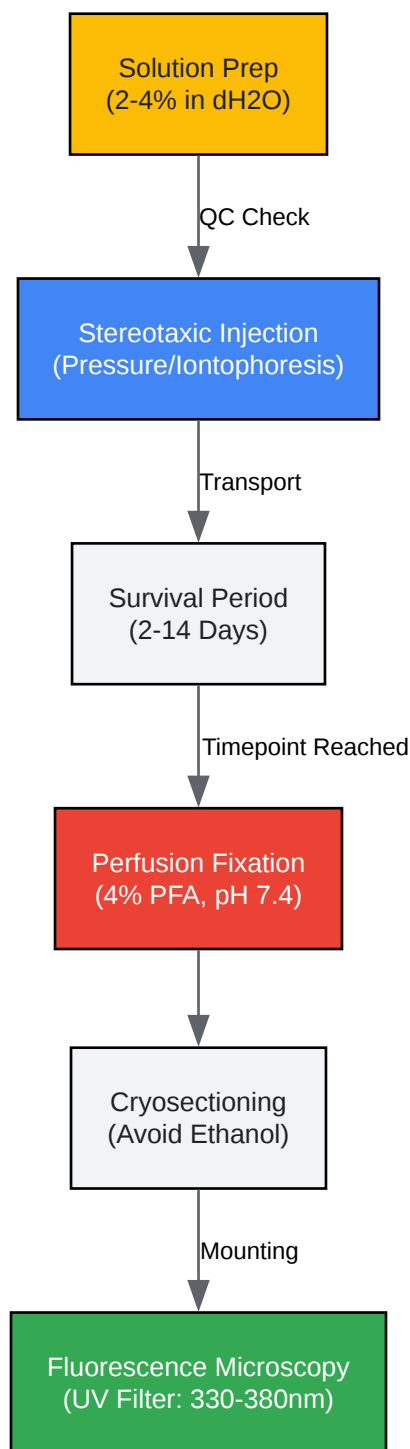 Solution Prep
(2-4% in dH2O)
QC Check
Stereotaxic Injection
(Pressure/Iontophoresis)
Transport
Survival Period
(2-14 Days)
Timepoint Reached
Perfusion Fixation
(4% PFA, pH 7.4)
Cryosectioning
(Avoid Ethanol)
Mounting
Fluorescence Microscopy
(UV Filter: 330-380nm)